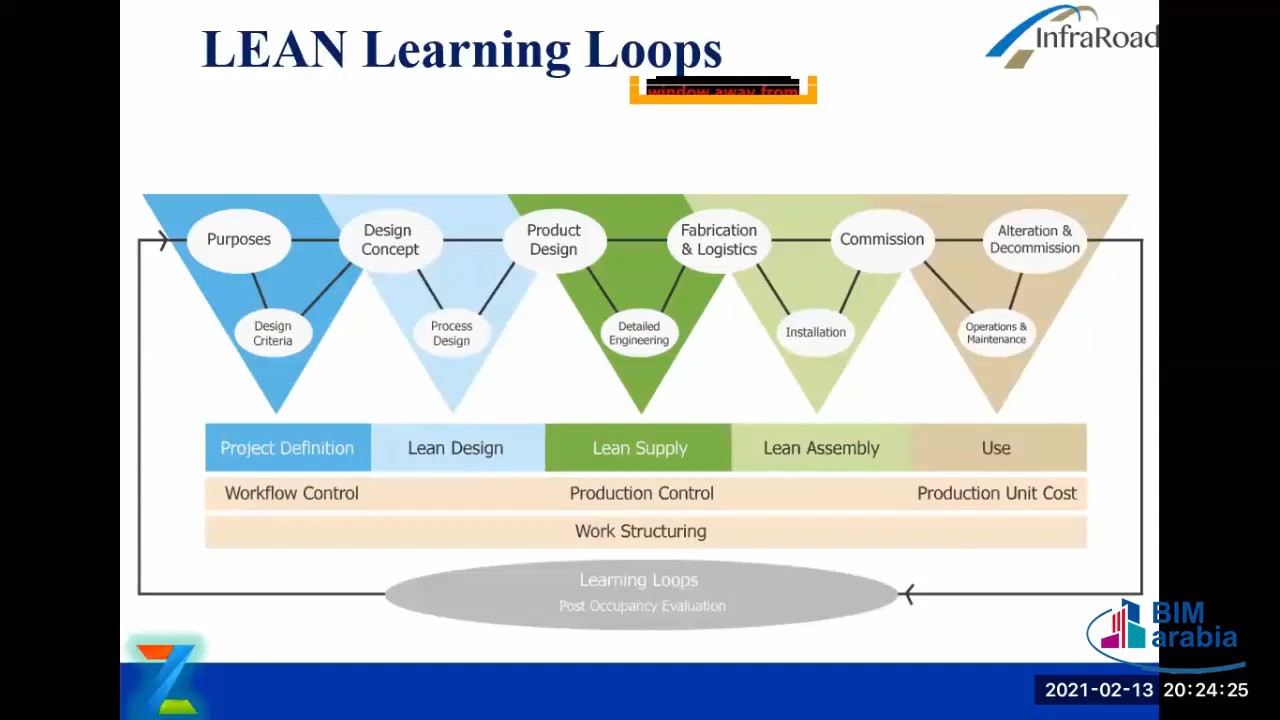 LEAN Learning Loops
InfraRoad
window away from
Purposes
Design
Concept
Product
Design
Fabrication
& Logistics
Commission
Alteration &
Decommission
Design
Criteria
Process
Design
Detailed
Engineering
Installation
Operations &
Maintenance
Project Definition
Lean Design
Lean Supply
Lean Assembly
Use
Workflow Control
Production Control
Production Unit Cost
Work Structuring
Learning Loops
Post Occupancy Evaluation
BIM
arabia
2021-02-13 20:24:25